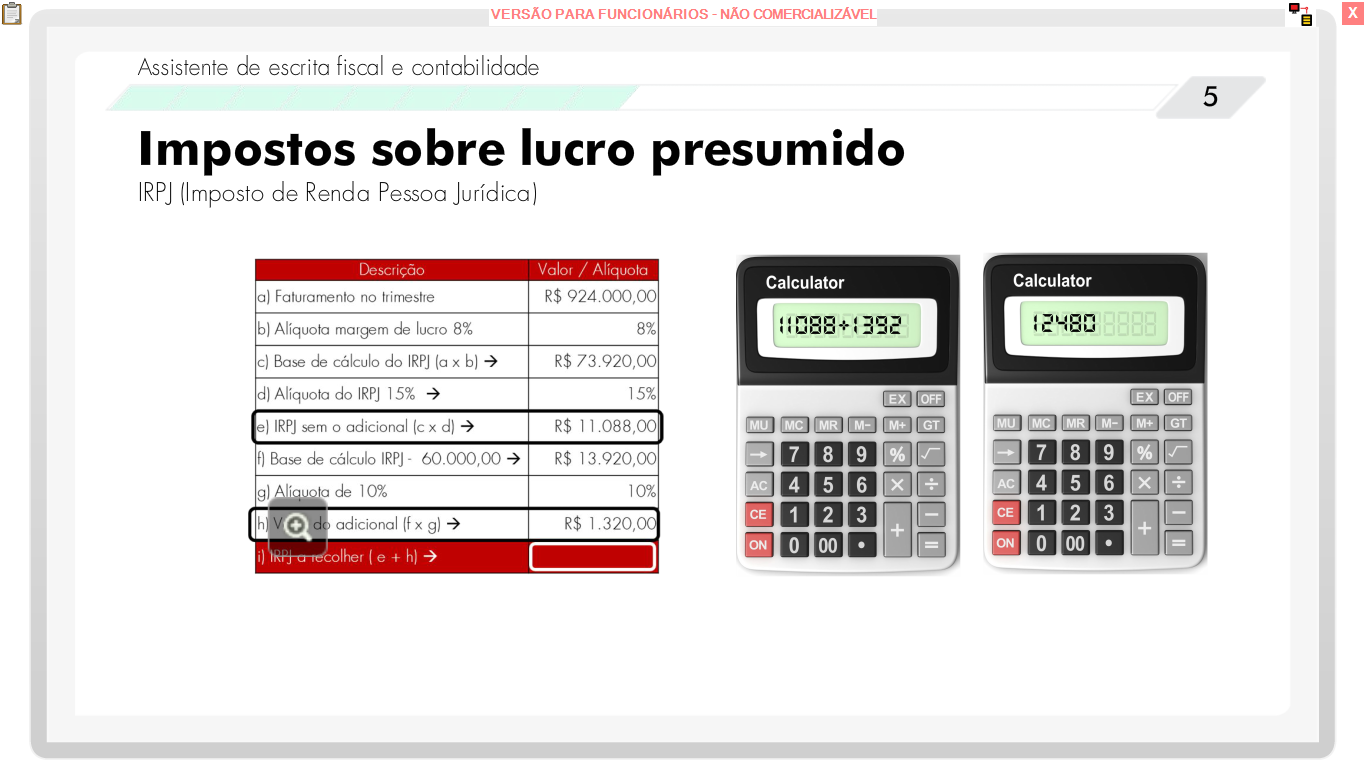 VERSÃO PARA FUNCIONÁRIOS - NÃO COMERCIALIZÁVEL
X
Assistente de escrita fiscal e contabilidade
5
Impostos sobre lucro presumido
IRPJ (Imposto de Renda Pessoa Jurídica)
Descrição Valor / Alíquota
a) Faturamento no trimestre R$ 924.000,00
b) Alíquota margem de lucro 8% 8%
c) Base de cálculo do IRPJ (a x b) → R$ 73.920,00
d) Alíquota do IRPJ 15% → 15%
e) IRPJ sem o adicional (c x d) → R$ 11.088,00
f) Base de cálculo IRPJ - 60.000,00 → R$ 13.920,00
g) Alíquota de 10% 10%
h) do adicional (f x g) → R$ 1.320,00
i) IRPJ a recolher ( e + h) →
Calculator
11088+1392
EX OFF
MU MC MR M− M+ GT
→ 7 8 9 % √
AC 4 5 6 × ÷
CE 1 2 3 + −
ON 0 00 • =
Calculator
12480
EX OFF
MU MC MR M− M+ GT
→ 7 8 9 % √
AC 4 5 6 × ÷
CE 1 2 3 + −
ON 0 00 • =